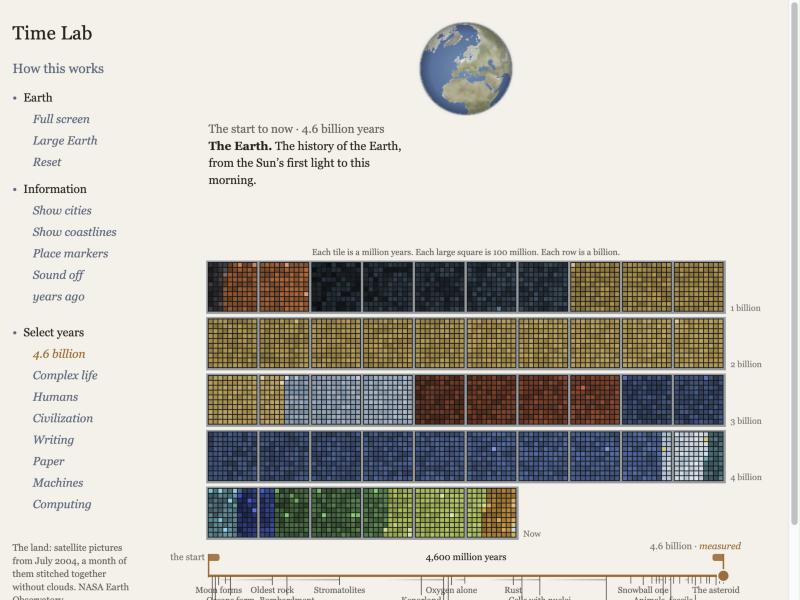 Time Lab
How this works
• Earth
Full screen
Large Earth
Reset
• Information
Show cities
Show coastlines
Place markers
Sound off
years ago
• Select years
4.6 billion
Complex life
Humans
Civilization
Writing
Paper
Machines
Computing
The land: satellite pictures
from July 2004, a month of
them stitched together
without clouds. NASA Earth
The start to now · 4.6 billion years
The Earth. The history of the Earth,
from the Sun's first light to this
morning.
Each tile is a million years. Each large square is 100 million. Each row is a billion.
1 billion
2 billion
3 billion
4 billion
Now
4.6 billion · measured
the start
4,600 million years
Moon forms Oldest rock Stromatolites Oxygen alone Rust Snowball one The asteroid